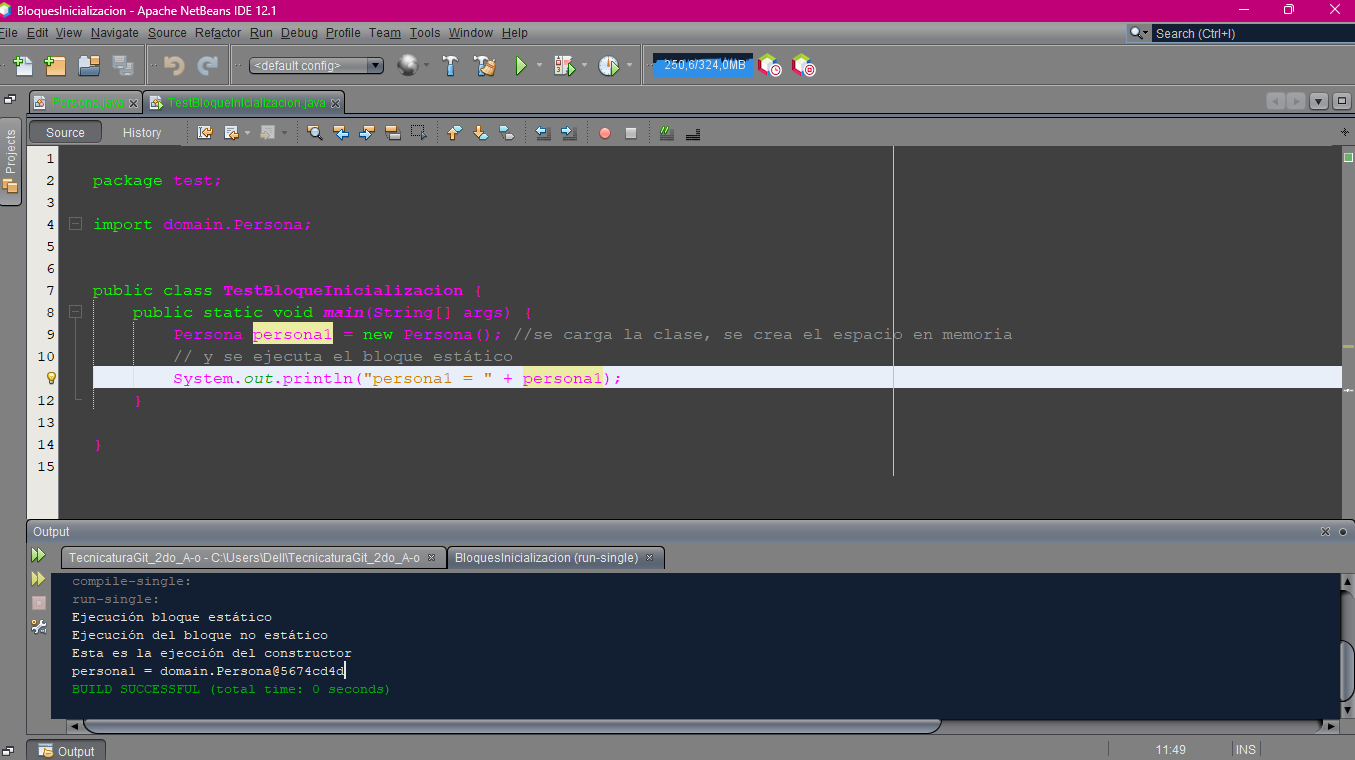 BloquesInicializacion - Apache NetBeans IDE 12.1
File Edit View Navigate Source Refactor Run Debug Profile Team Tools Window Help
Search (Ctrl+I)
<default config>
250,6/324,0MB
Persona.java
TestBloqueInicializacion.java
Projects
Source History
1
2 package test;
3
4 import domain.Persona;
5
6
7 public class TestBloqueInicializacion {
8 public static void main(String[] args) {
9 Persona persona1 = new Persona(); //se carga la clase, se crea el espacio en memoria
10 // y se ejecuta el bloque estático
System.out.println("persona1 = " + persona1);
12 }
13
14 }
15
Output
TecnicaturaGit_2do_A-o - C:\Users\Dell\TecnicaturaGit_2do_A-o
BloquesInicializacion (run-single)
compile-single:
run-single:
Ejecución bloque estático
Ejecución del bloque no estático
Esta es la ejección del constructor
persona1 = domain.Persona@5674cd4d
BUILD SUCCESSFUL (total time: 0 seconds)
Output
11:49 INS